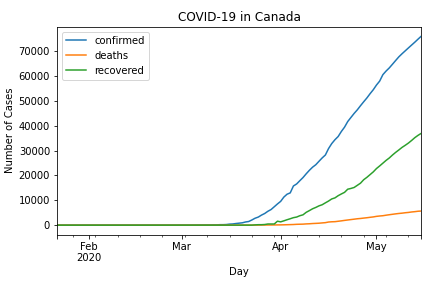 COVID-19 in Canada
confirmed
deaths
recovered
Number of Cases
70000
60000
50000
40000
30000
20000
10000
0
Feb
2020
Mar
Apr
May
Day